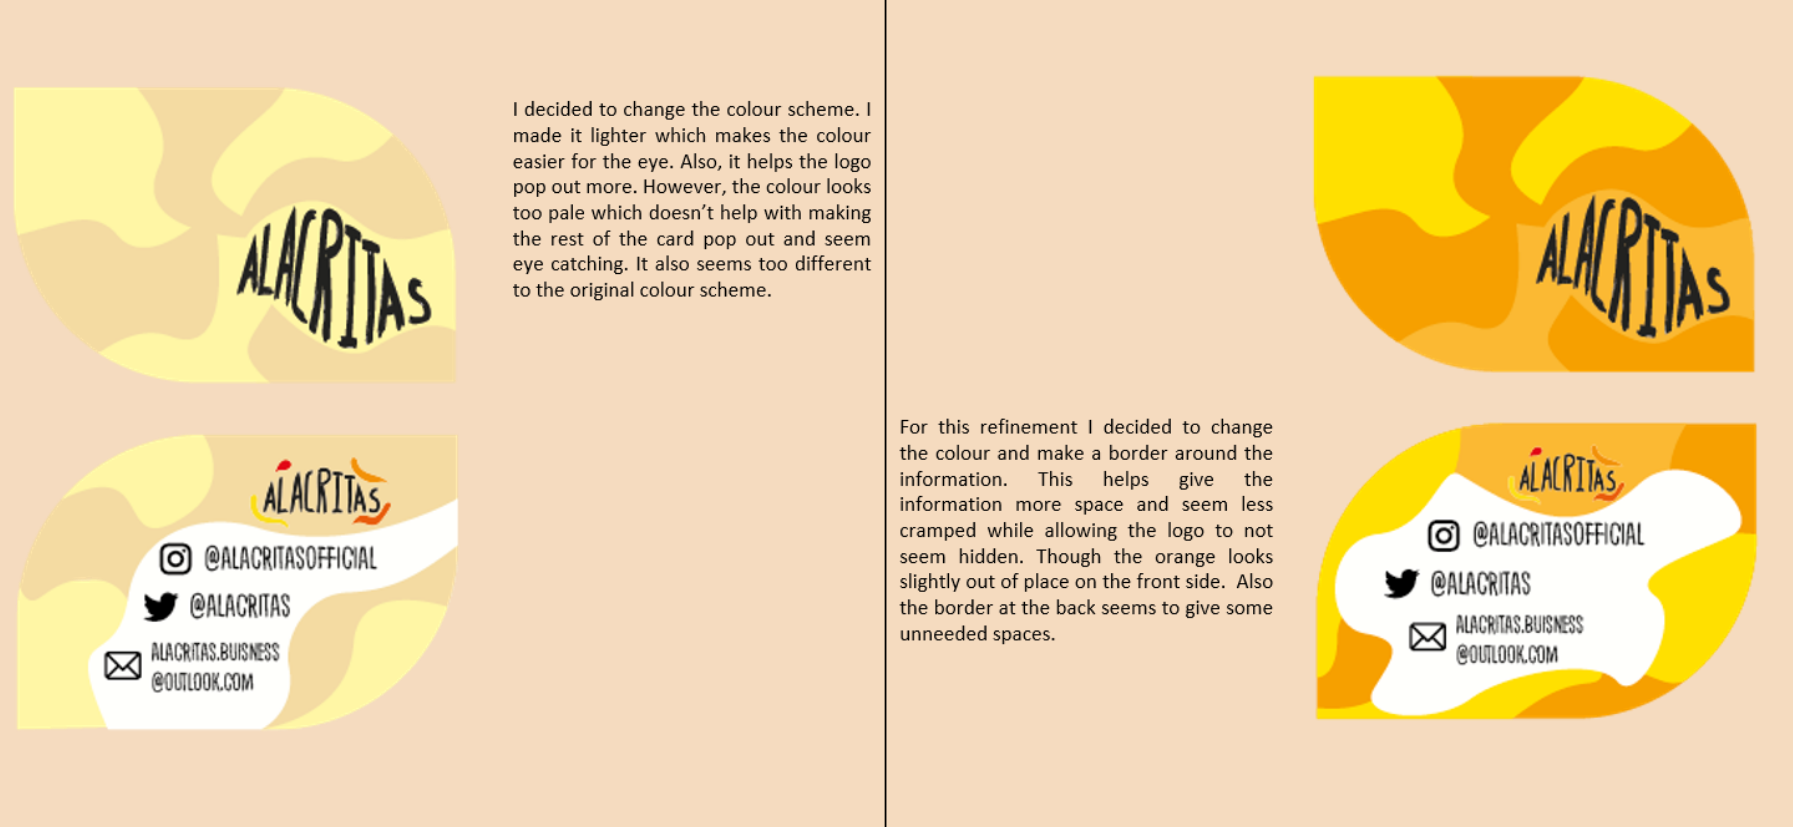 ALACRITAS
ALACRITAS
@ALACRITASOFFICIAL
@ALACRITAS
ALACRITAS.BUISNESS
@OUTLOOK.COM
I decided to change the colour scheme. I
made it lighter which makes the colour
easier for the eye. Also, it helps the logo
pop out more. However, the colour looks
too pale which doesn’t help with making
the rest of the card pop out and seem
eye catching. It also seems too different
to the original colour scheme.
For this refinement I decided to change
the colour and make a border around the
information. This helps give the
information more space and seem less
cramped while allowing the logo to not
seem hidden. Though the orange looks
slightly out of place on the front side. Also
the border at the back seems to give some
unneeded spaces.
ALACRITAS
ALACRITAS
@ALACRITASOFFICIAL
@ALACRITAS
ALACRITAS.BUISNESS
@OUTLOOK.COM